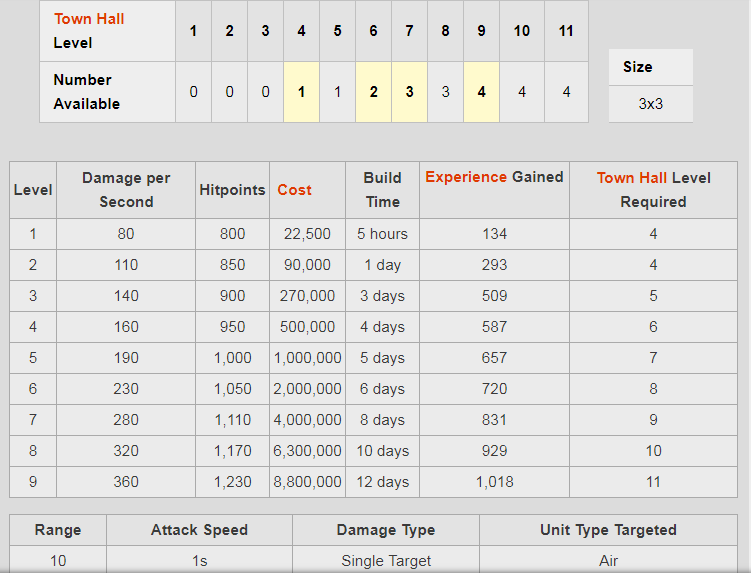 Town Hall Level 1 2 3 4 5 6 7 8 9 10 11
Number Available 0 0 0 1 1 2 3 3 4 4 4
Size
3x3
Level Damage per Second Hitpoints Cost Build Time Experience Gained Town Hall Level Required
1 80 800 22,500 5 hours 134 4
2 110 850 90,000 1 day 293 4
3 140 900 270,000 3 days 509 5
4 160 950 500,000 4 days 587 6
5 190 1,000 1,000,000 5 days 657 7
6 230 1,050 2,000,000 6 days 720 8
7 280 1,110 4,000,000 8 days 831 9
8 320 1,170 6,300,000 10 days 929 10
9 360 1,230 8,800,000 12 days 1,018 11
Range Attack Speed Damage Type Unit Type Targeted
10 1s Single Target Air